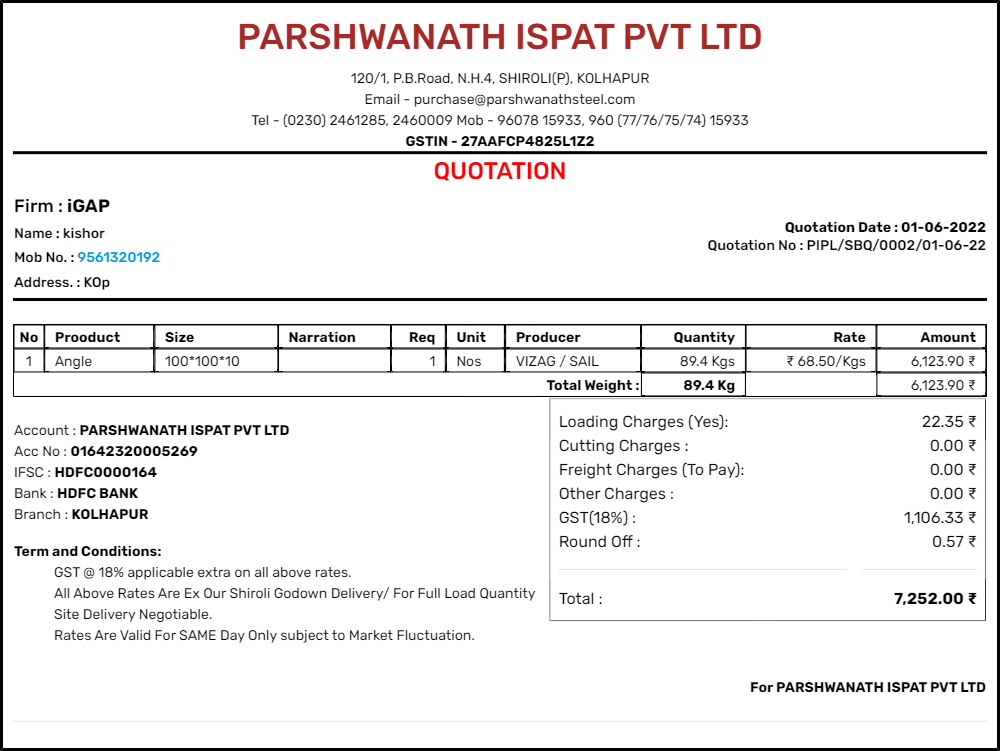 PARSHWANATH ISPAT PVT LTD
120/1, P.B.Road, N.H.4, SHIROLI(P), KOLHAPUR
Email - purchase@parshwanathsteel.com
Tel - (0230) 2461285, 2460009 Mob - 96078 15933, 960 (77/76/75/74) 15933
GSTIN - 27AAFCP4825L1Z2
QUOTATION
Firm : iGAP
Name : kishor
Mob No. : 9561320192
Address. : KOp
Quotation Date : 01-06-2022
Quotation No : PIPL/SBQ/0002/01-06-22
No Prooduct Size Narration Req Unit Producer Quantity Rate Amount
1 Angle 100*100*10 1 Nos VIZAG / SAIL 89.4 Kgs ₹ 68.50/Kgs 6,123.90 ₹
Total Weight : 89.4 Kg 6,123.90 ₹
Account : PARSHWANATH ISPAT PVT LTD
Acc No : 01642320005269
IFSC : HDFC0000164
Bank : HDFC BANK
Branch : KOLHAPUR
Term and Conditions:
GST @ 18% applicable extra on all above rates.
All Above Rates Are Ex Our Shiroli Godown Delivery/ For Full Load Quantity
Site Delivery Negotiable.
Rates Are Valid For SAME Day Only subject to Market Fluctuation.
Loading Charges (Yes): 22.35 ₹
Cutting Charges : 0.00 ₹
Freight Charges (To Pay): 0.00 ₹
Other Charges : 0.00 ₹
GST(18%) : 1,106.33 ₹
Round Off : 0.57 ₹
Total : 7,252.00 ₹
For PARSHWANATH ISPAT PVT LTD